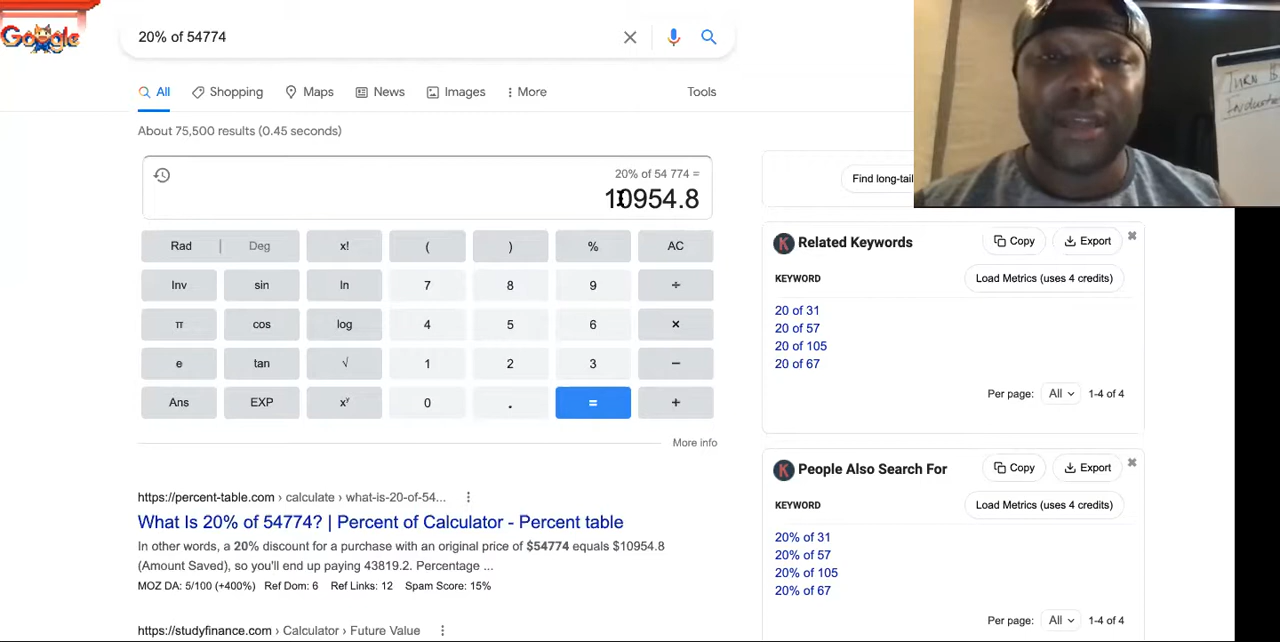 Google
20% of 54774
All
Shopping
Maps
News
Images
More
Tools
About 75,500 results (0.45 seconds)
20% of 54 774 =
10954.8
Rad
Deg
x!
(
)
%
AC
Inv
sin
ln
7
8
9
÷
π
cos
log
4
5
6
×
e
tan
√
1
2
3
−
Ans
EXP
xʸ
0
.
=
+
More info
https://percent-table.com › calculate › what-is-20-of-54...
What Is 20% of 54774? | Percent of Calculator - Percent table
In other words, a 20% discount for a purchase with an original price of $54774 equals $10954.8
(Amount Saved), so you'll end up paying 43819.2. Percentage ...
MOZ DA: 5/100 (+400%) Ref Dom: 6 Ref Links: 12 Spam Score: 15%
https://studyfinance.com › Calculator › Future Value
Find long-tail
K Related Keywords
Copy
Export
KEYWORD
Load Metrics (uses 4 credits)
20 of 31
20 of 57
20 of 105
20 of 67
Per page: All 1-4 of 4
K People Also Search For
Copy
Export
KEYWORD
Load Metrics (uses 4 credits)
20% of 31
20% of 57
20% of 105
20% of 67
Per page: All 1-4 of 4
TURN